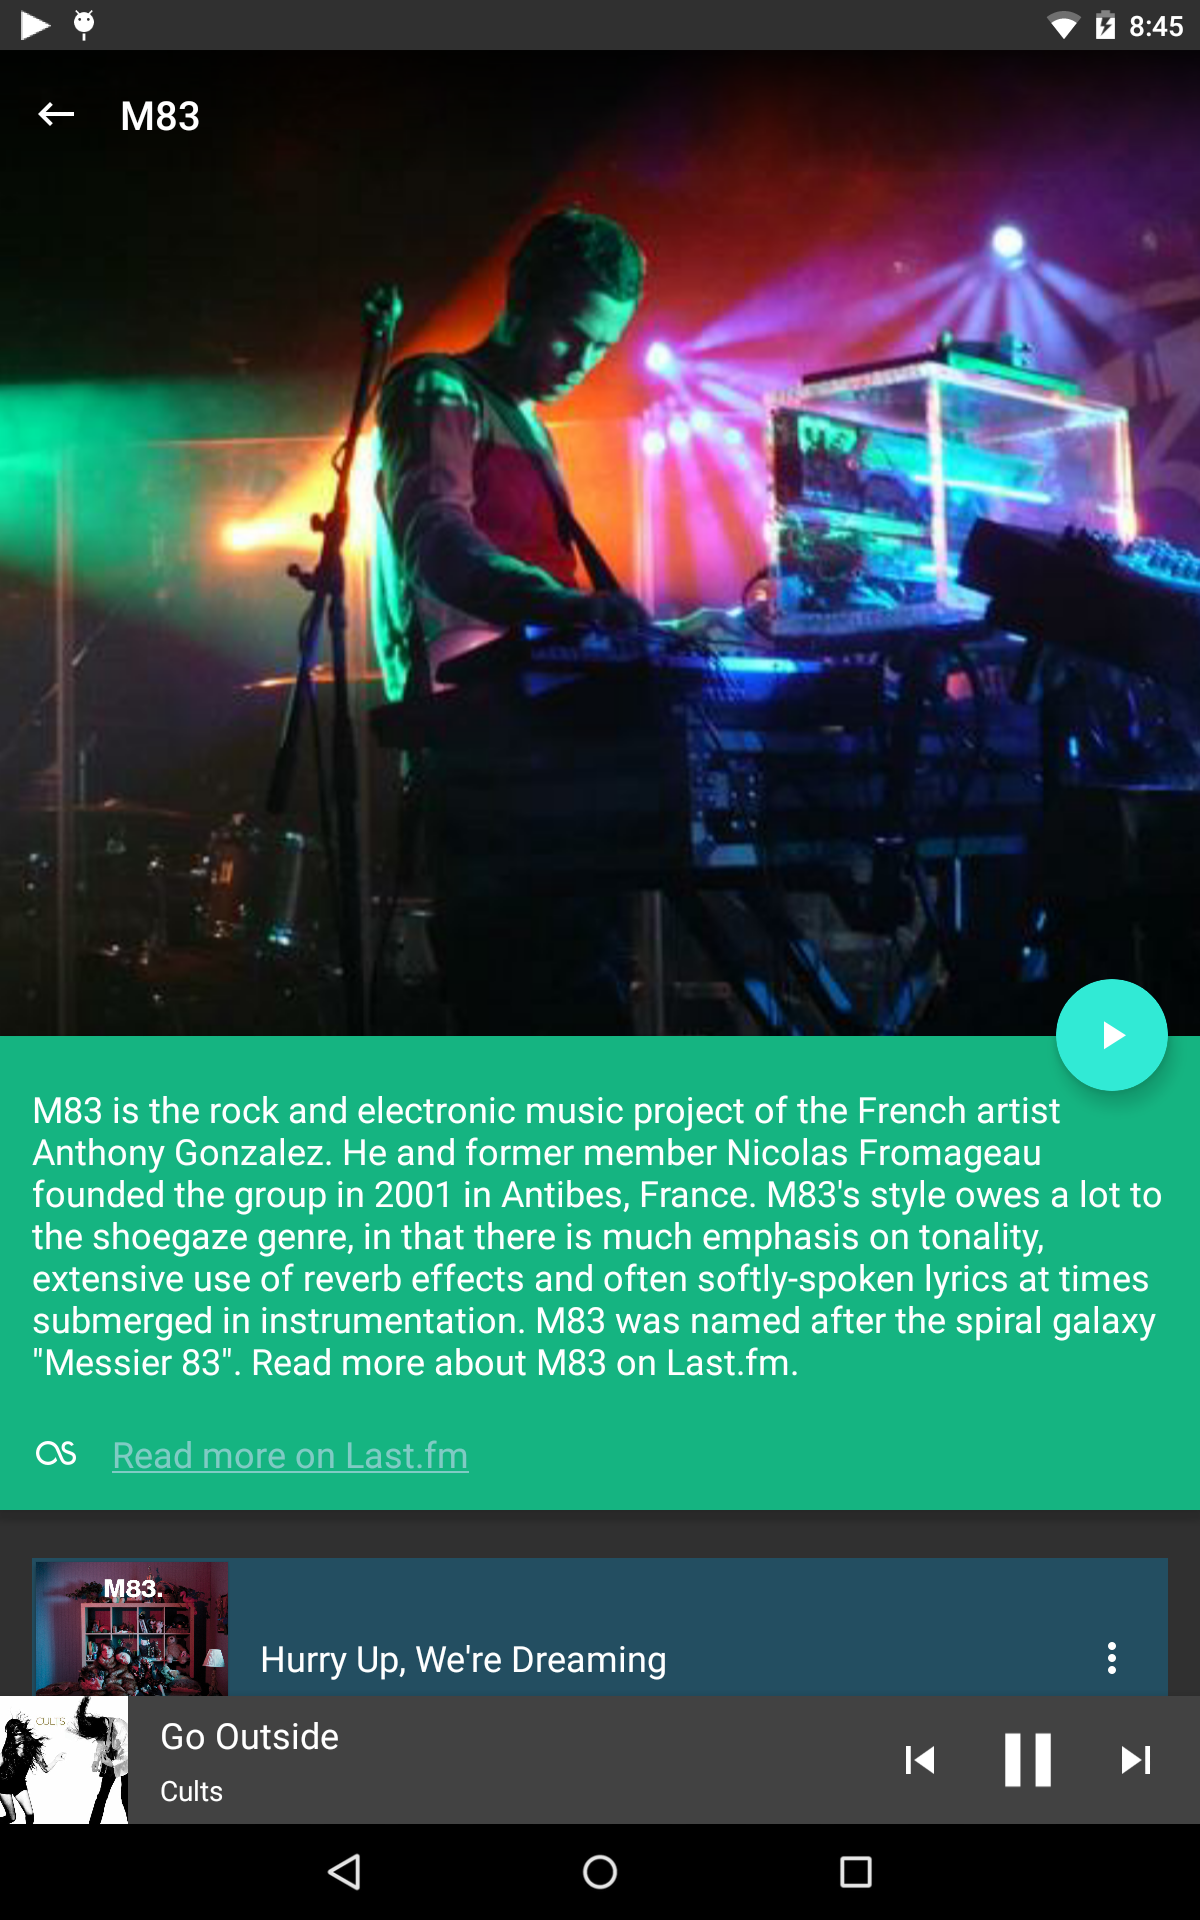 8:45
M83
M83 is the rock and electronic music project of the French artist
Anthony Gonzalez. He and former member Nicolas Fromageau
founded the group in 2001 in Antibes, France. M83's style owes a lot to
the shoegaze genre, in that there is much emphasis on tonality,
extensive use of reverb effects and often softly-spoken lyrics at times
submerged in instrumentation. M83 was named after the spiral galaxy
"Messier 83". Read more about M83 on Last.fm.
Read more on Last.fm
M83.
Hurry Up, We're Dreaming
CULTS
Go Outside
Cults